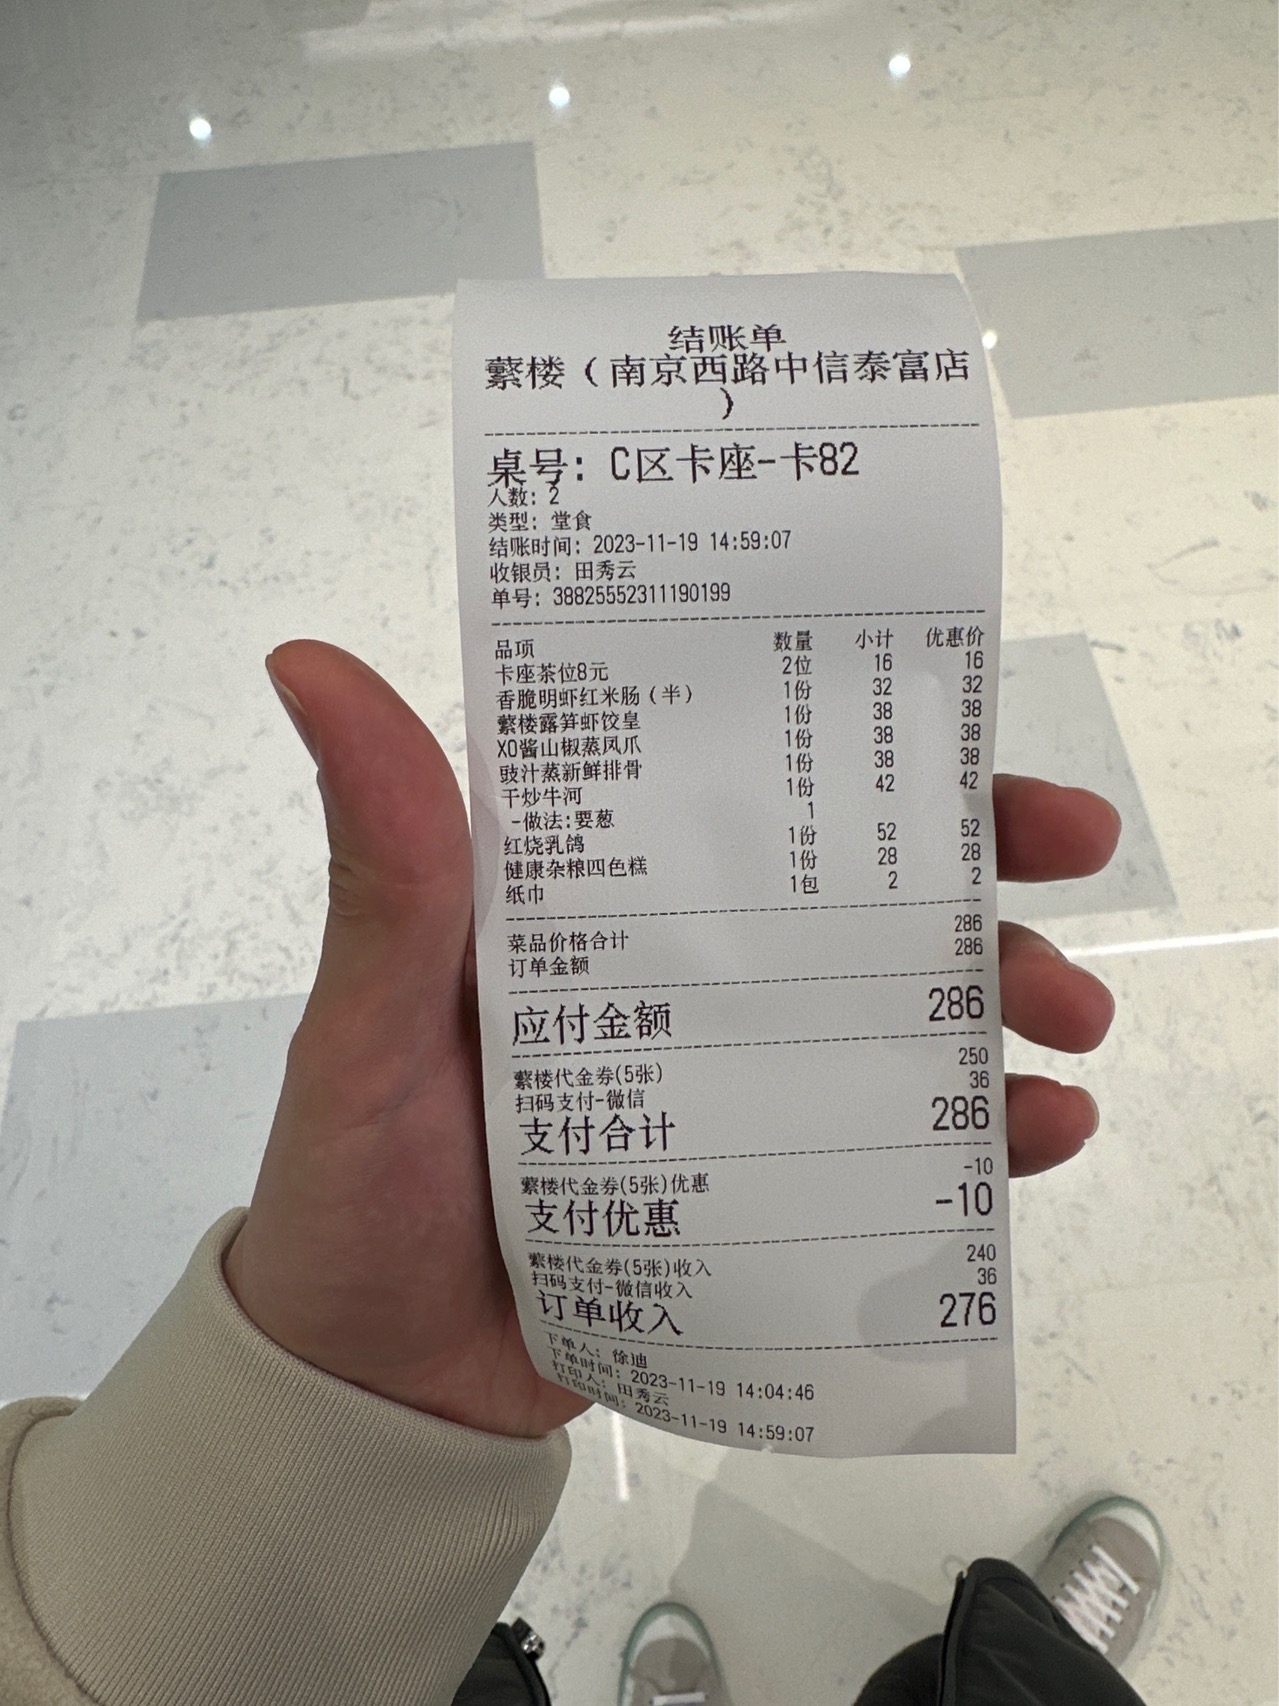 结账单
蘩楼（南京西路中信泰富店
）
桌号: C区卡座-卡82
人数: 2
类型: 堂食
结账时间: 2023-11-19 14:59:07
收银员: 田秀云
单号: 38825552311190199
品项 数量 小计 优惠价
卡座茶位8元 2位 16 16
香脆明虾红米肠（半） 1份 32 32
蘩楼露笋虾饺皇 1份 38 38
XO酱山椒蒸凤爪 1份 38 38
豉汁蒸新鲜排骨 1份 38 38
干炒牛河 1份 42 42
-做法:要葱 1
红烧乳鸽 1份 52 52
健康杂粮四色糕 1份 28 28
纸巾 1包 2 2
菜品价格合计 286
订单金额 286
应付金额 286
蘩楼代金券(5张) 250
扫码支付-微信 36
支付合计 286
蘩楼代金券(5张)优惠 -10
支付优惠 -10
蘩楼代金券(5张)收入 240
扫码支付-微信收入 36
订单收入 276
下单人: 徐迪
下单时间: 2023-11-19 14:04:46
打印人: 田秀云
打印时间: 2023-11-19 14:59:07